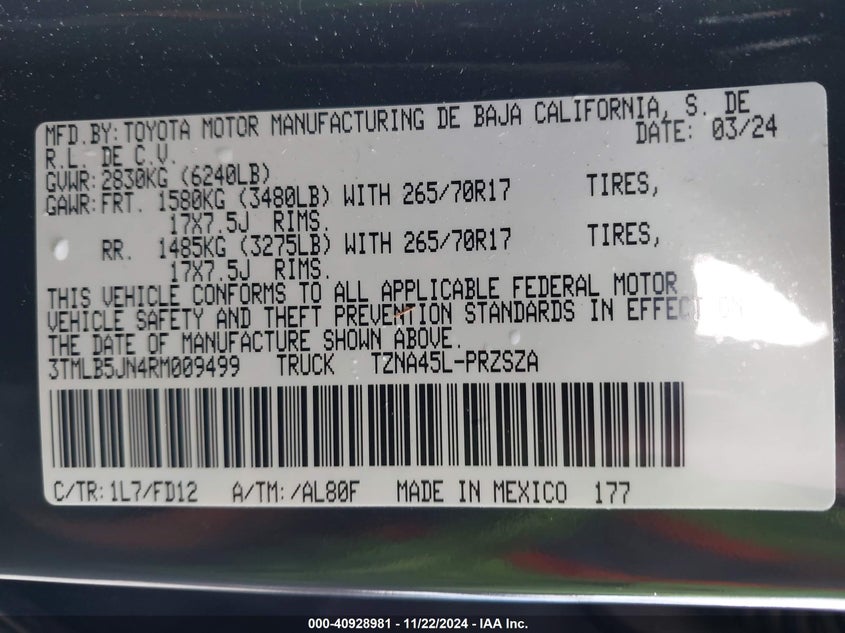 MFD.BY:TOYOTA MOTOR MANUFACTURING DE BAJA CALIFORNIA, S. DE
R.L. DE C.V. DATE: 03/24
GVWR:2830KG (6240LB)
GAWR:FRT. 1580KG (3480LB) WITH 265/70R17 TIRES,
17X7.5J RIMS.
RR. 1485KG (3275LB) WITH 265/70R17 TIRES,
17X7.5J RIMS.
THIS VEHICLE CONFORMS TO ALL APPLICABLE FEDERAL MOTOR
VEHICLE SAFETY AND THEFT PREVENTION STANDARDS IN EFFECT ON
THE DATE OF MANUFACTURE SHOWN ABOVE.
3TMLB5JN4RM009499 TRUCK TZNA45L-PRZSZA
C/TR:1L7/FD12 A/TM:/AL80F MADE IN MEXICO 177
000-40928981 - 11/22/2024 - IAA Inc.